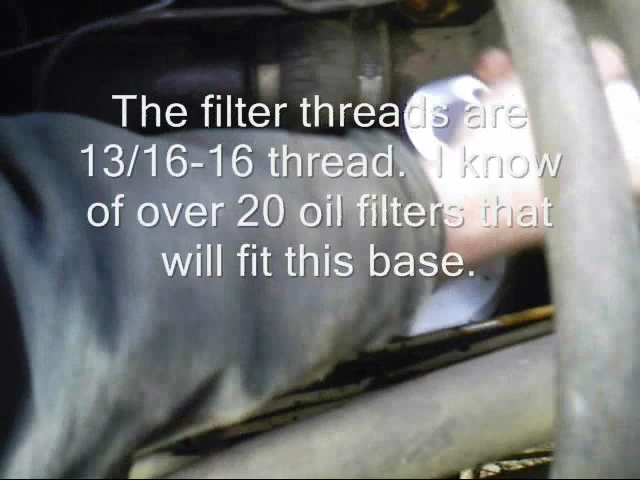 The filter threads are
13/16-16 thread.  I know
of over 20 oil filters that
will fit this base.